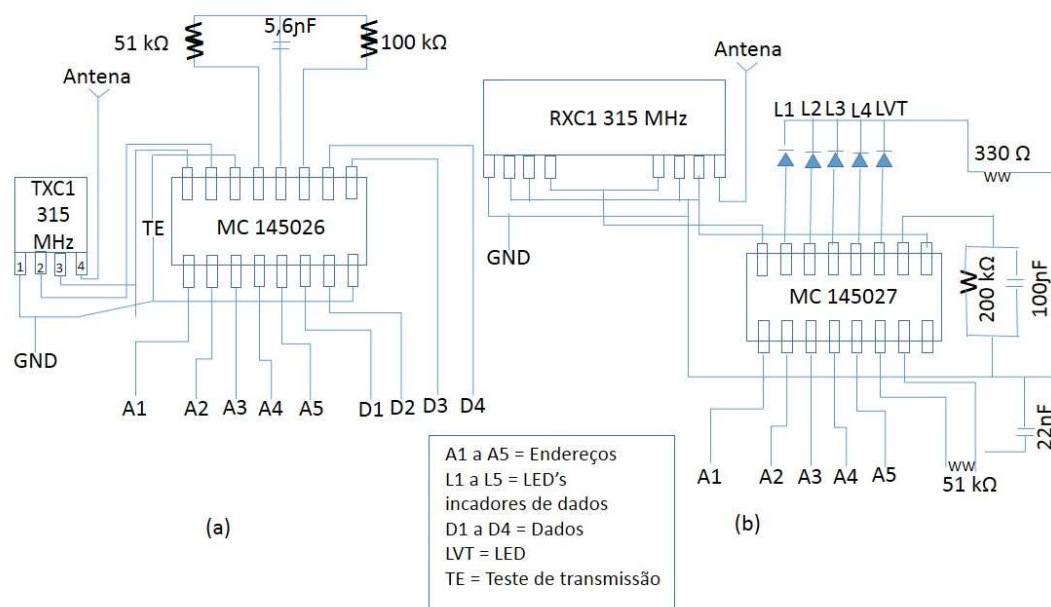 51 kΩ
5,6ηF
100 kΩ
Antena
TXC1
315
MHz
1 2 3 4
TE
MC 145026
GND
A1 A2 A3 A4 A5 D1 D2 D3 D4
(a)
Antena
RXC1 315 MHz
L1 L2 L3 L4 LVT
330 Ω
WW
GND
MC 145027
200 kΩ
100nF
22nF
A1 A2 A3 A4 A5
WW
51 kΩ
(b)
A1 a A5 = Endereços
L1 a L5 = LED’s
incadores de dados
D1 a D4 = Dados
LVT = LED
TE = Teste de transmissão